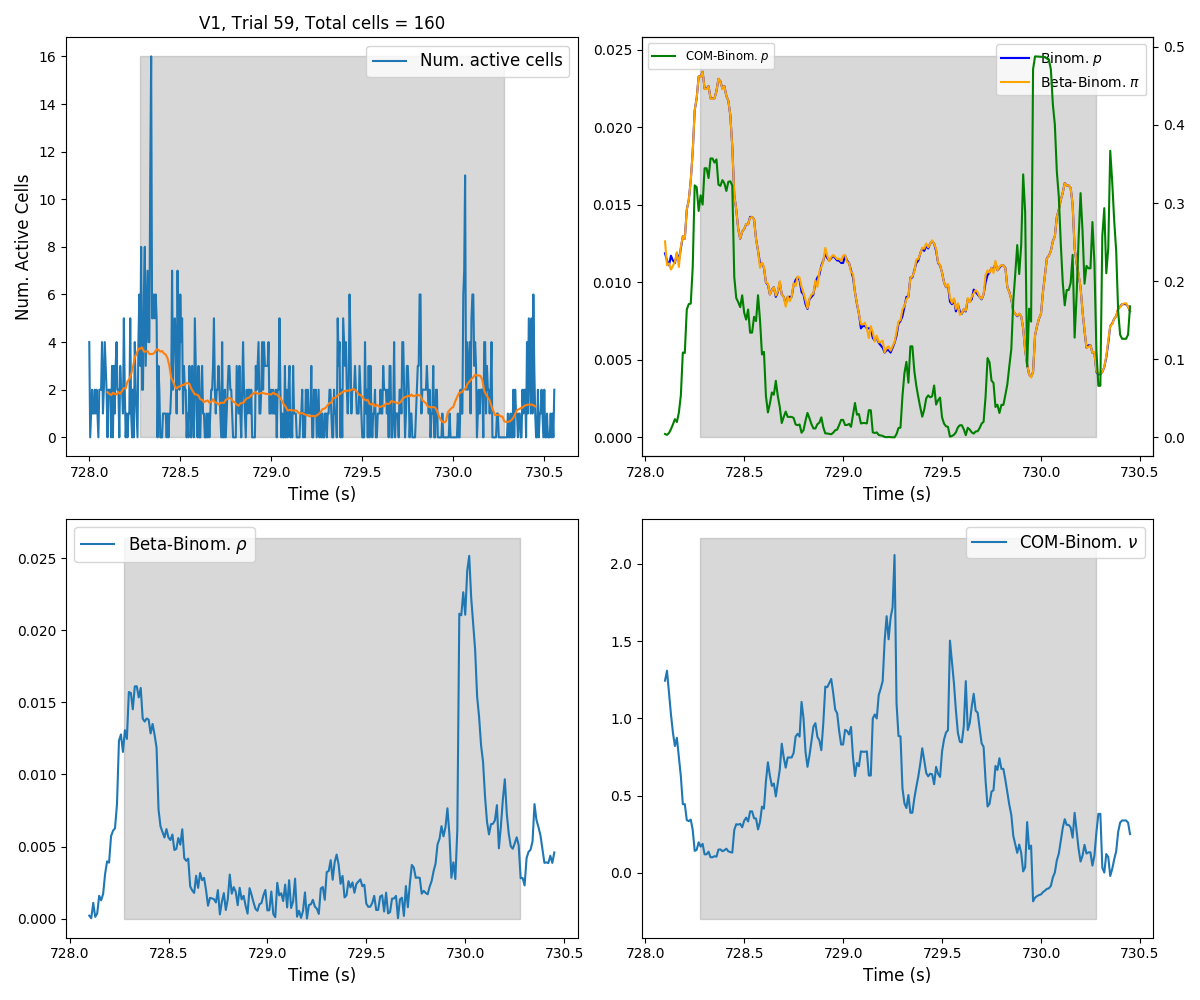 V1, Trial 59, Total cells = 160
Num. active cells
Num. Active Cells
16
14
12
10
8
6
4
2
0
728.0 728.5 729.0 729.5 730.0 730.5
Time (s)
COM-Binom. p
Binom. p
Beta-Binom. π
0.025
0.020
0.015
0.010
0.005
0.000
0.5
0.4
0.3
0.2
0.1
0.0
728.0 728.5 729.0 729.5 730.0 730.5
Time (s)
Beta-Binom. ρ
0.025
0.020
0.015
0.010
0.005
0.000
728.0 728.5 729.0 729.5 730.0 730.5
Time (s)
COM-Binom. ν
2.0
1.5
1.0
0.5
0.0
728.0 728.5 729.0 729.5 730.0 730.5
Time (s)